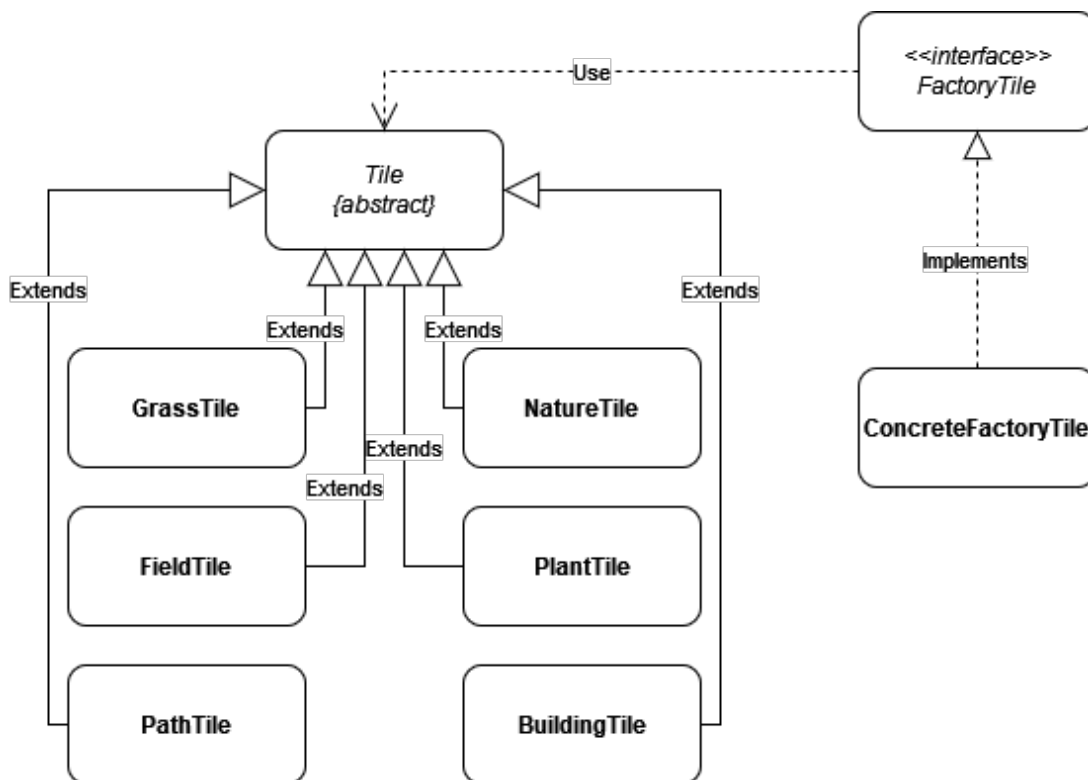 <<interface>>
FactoryTile
Use
Tile
{abstract}
Implements
Extends
Extends
Extends
Extends
GrassTile
NatureTile
ConcreteFactoryTile
Extends
Extends
FieldTile
PlantTile
PathTile
BuildingTile